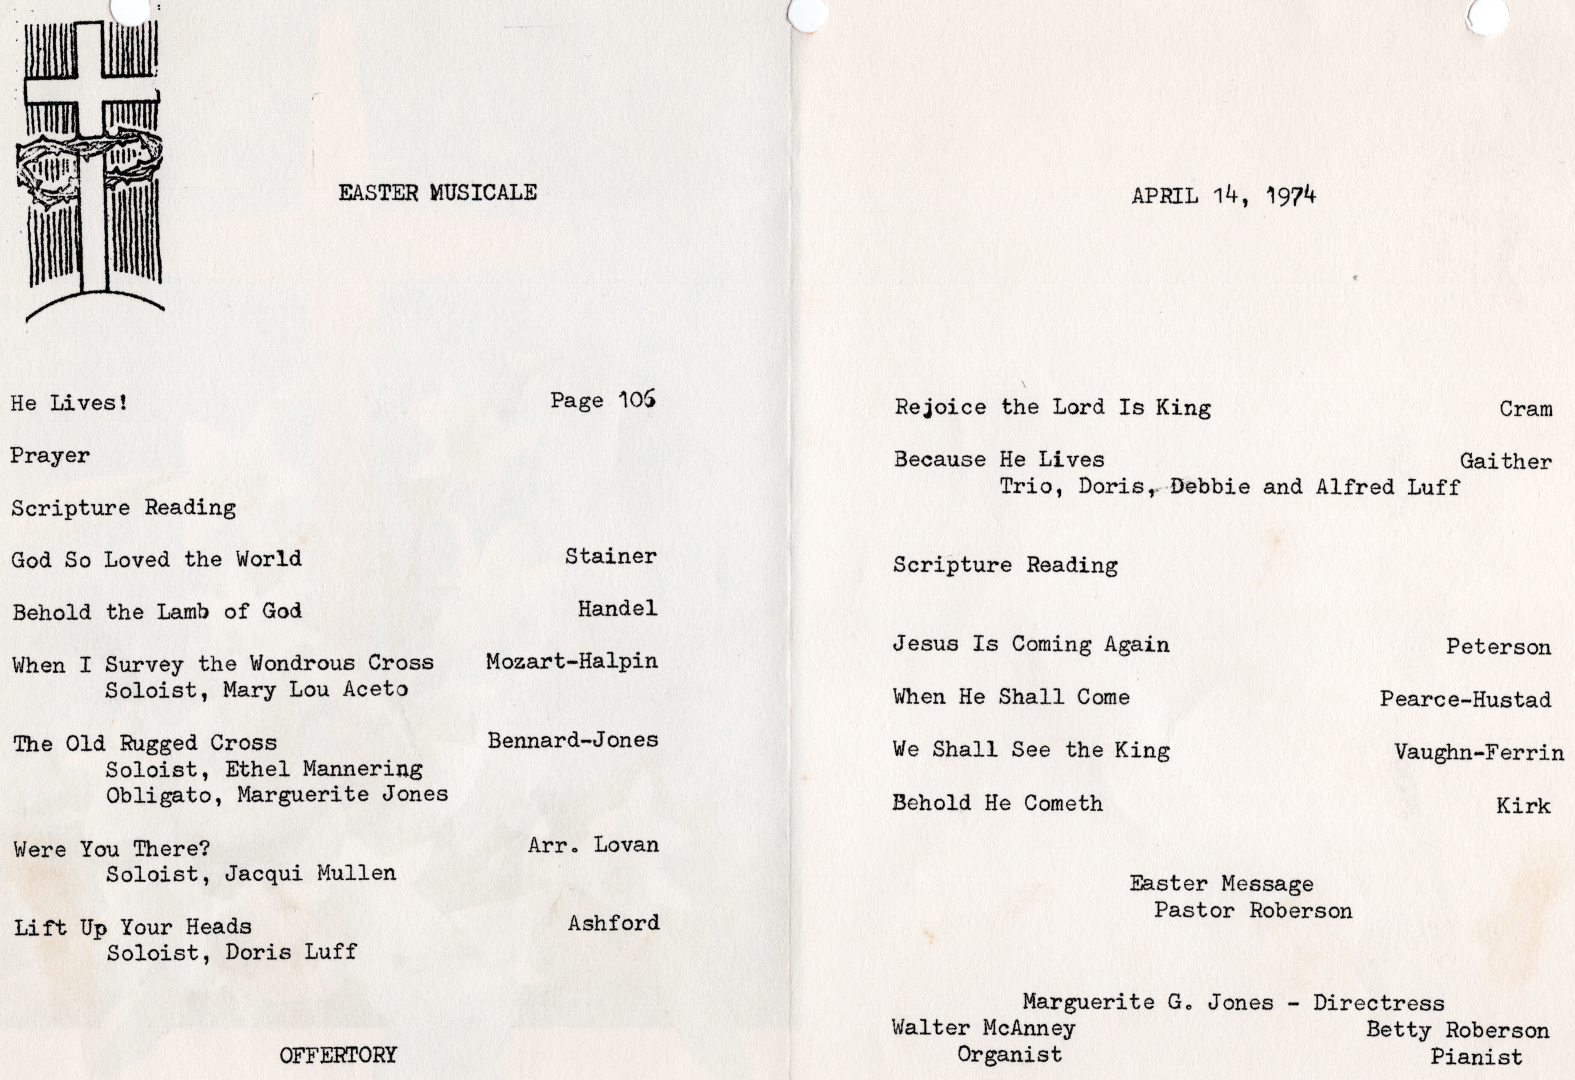 EASTER MUSICALE
He Lives! Page 106
Prayer
Scripture Reading
God So Loved the World Stainer
Behold the Lamb of God Handel
When I Survey the Wondrous Cross Mozart-Halpin
Soloist, Mary Lou Aceto
The Old Rugged Cross Bennard-Jones
Soloist, Ethel Mannering
Obligato, Marguerite Jones
Were You There? Arr. Lovan
Soloist, Jacqui Mullen
Lift Up Your Heads Ashford
Soloist, Doris Luff
OFFERTORY
APRIL 14, 1974
Rejoice the Lord Is King Cram
Because He Lives Gaither
Trio, Doris, Debbie and Alfred Luff
Scripture Reading
Jesus Is Coming Again Peterson
When He Shall Come Pearce-Hustad
We Shall See the King Vaughn-Ferrin
Behold He Cometh Kirk
Easter Message
Pastor Roberson
Marguerite G. Jones - Directress
Walter McAnney Betty Roberson
Organist Pianist